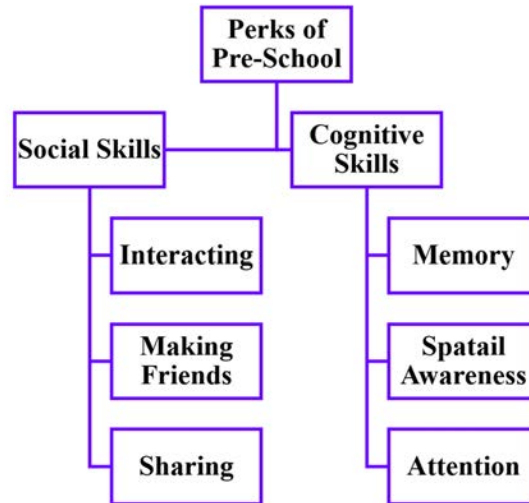 Perks of
Pre-School
Social Skills
Cognitive
Skills
Interacting
Making
Friends
Sharing
Memory
Spatail
Awareness
Attention